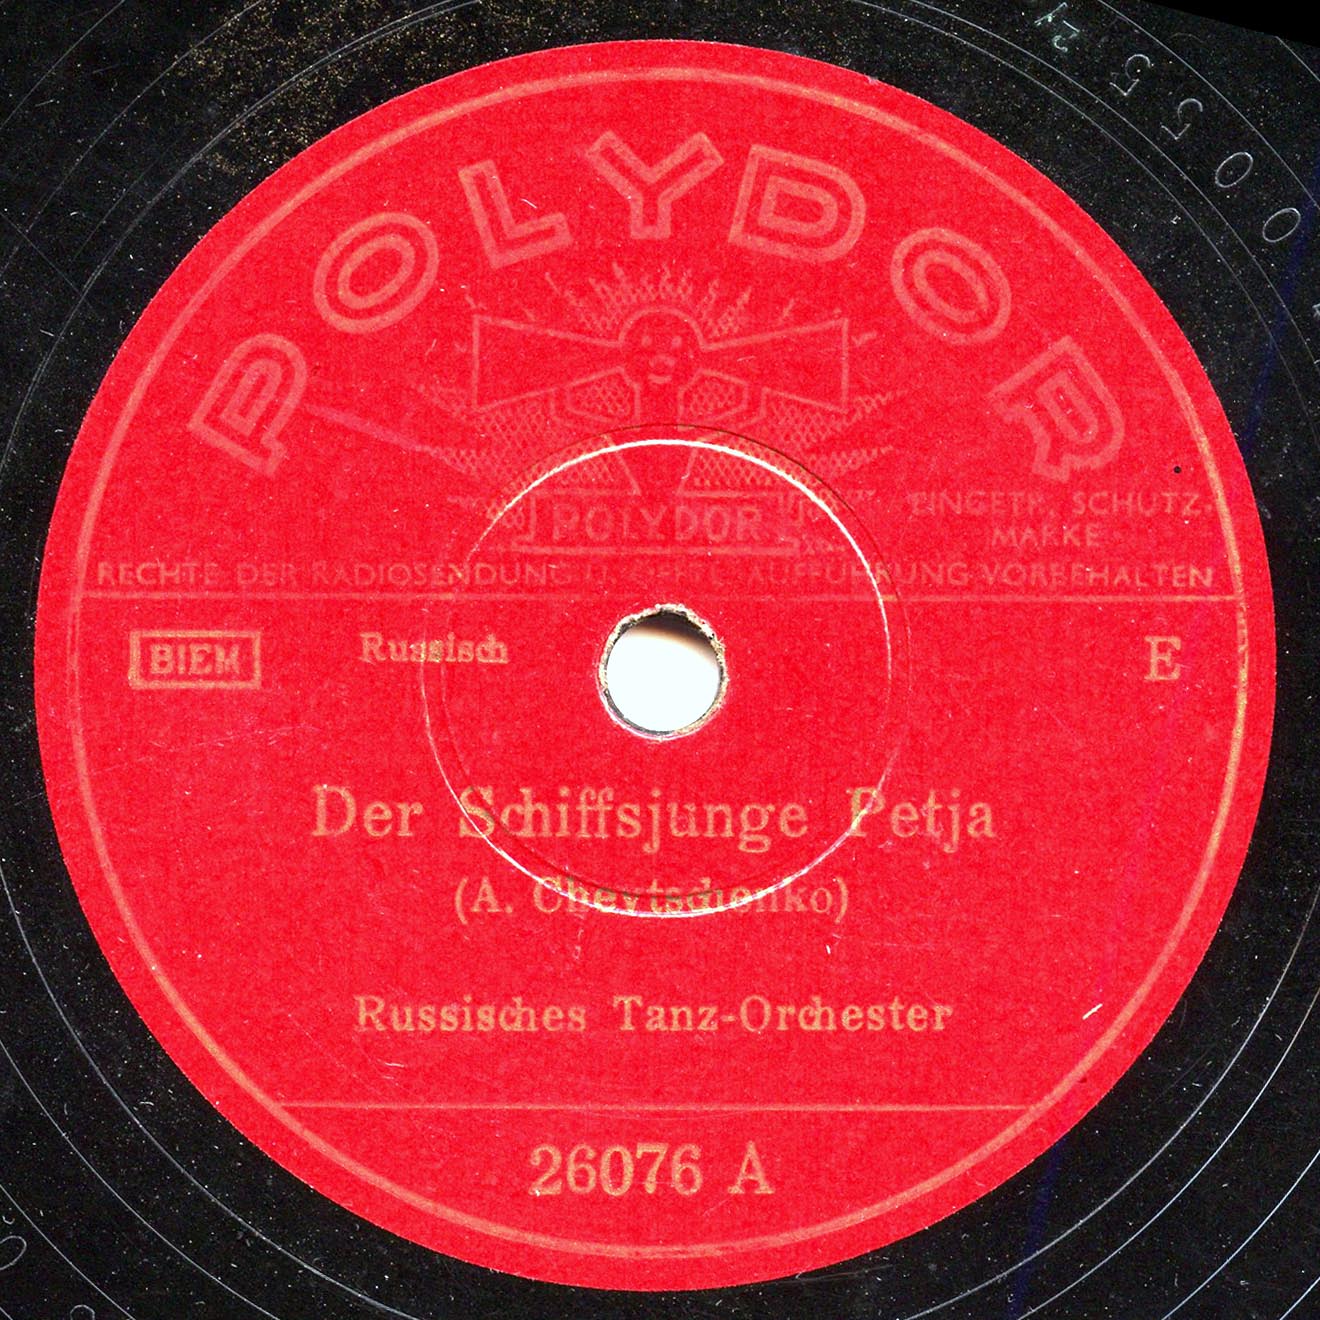 POLYDOR
POLYDOR
EINGETR. SCHUTZ-
MARKE
RECHTE DER RADIOSENDUNG U. AUFFÜHRUNG VORBEHALTEN
BIEM
Russisch
E
Der Schiffsjunge Petja
(A. Chevtschenko)
Russisches Tanz-Orchester
26076 A